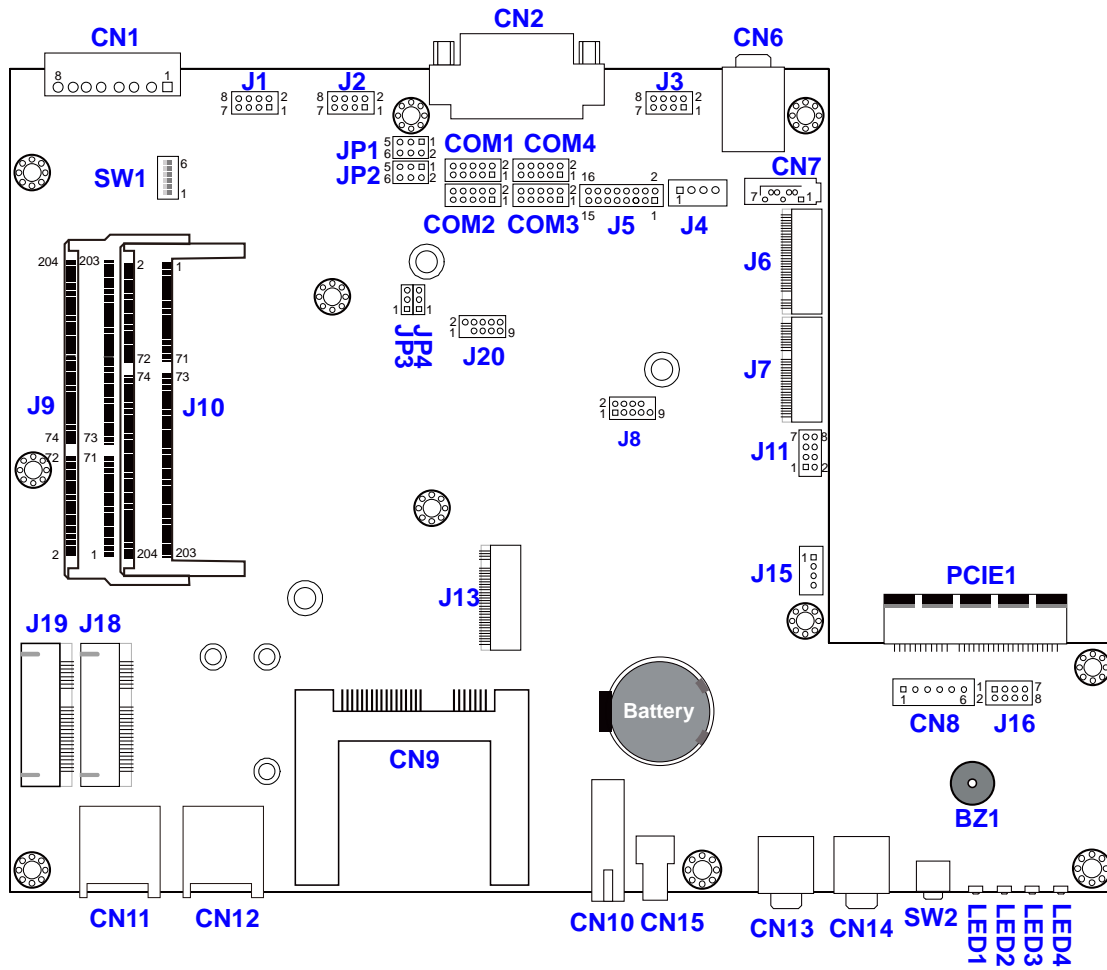 CN2
CN1
CN6
8 1
J1
J2
J3
8 2
7 1
8 2
7 1
8 2
7 1
JP1
5 1
6 2
COM1
COM4
JP2
5 1
6 2
2
1
2
1
CN7
7 1
SW1
6
1
16 2
15 1
2
1
2
1
1
COM2
COM3
J5
J4
J6
204 203
2 1
1 1
JP3
JP4
2
1 9
J20
J7
72 71
74 73
J9
J10
2
1 9
J8
74 73
72 71
7 8
1 2
J11
2 1
204 203
1
J15
PCIE1
J13
J19
J18
Battery
1 6
CN8
1 7
2 8
J16
CN9
BZ1
CN11
CN12
CN10
CN15
CN13
CN14
SW2
LED1
LED2
LED3
LED4